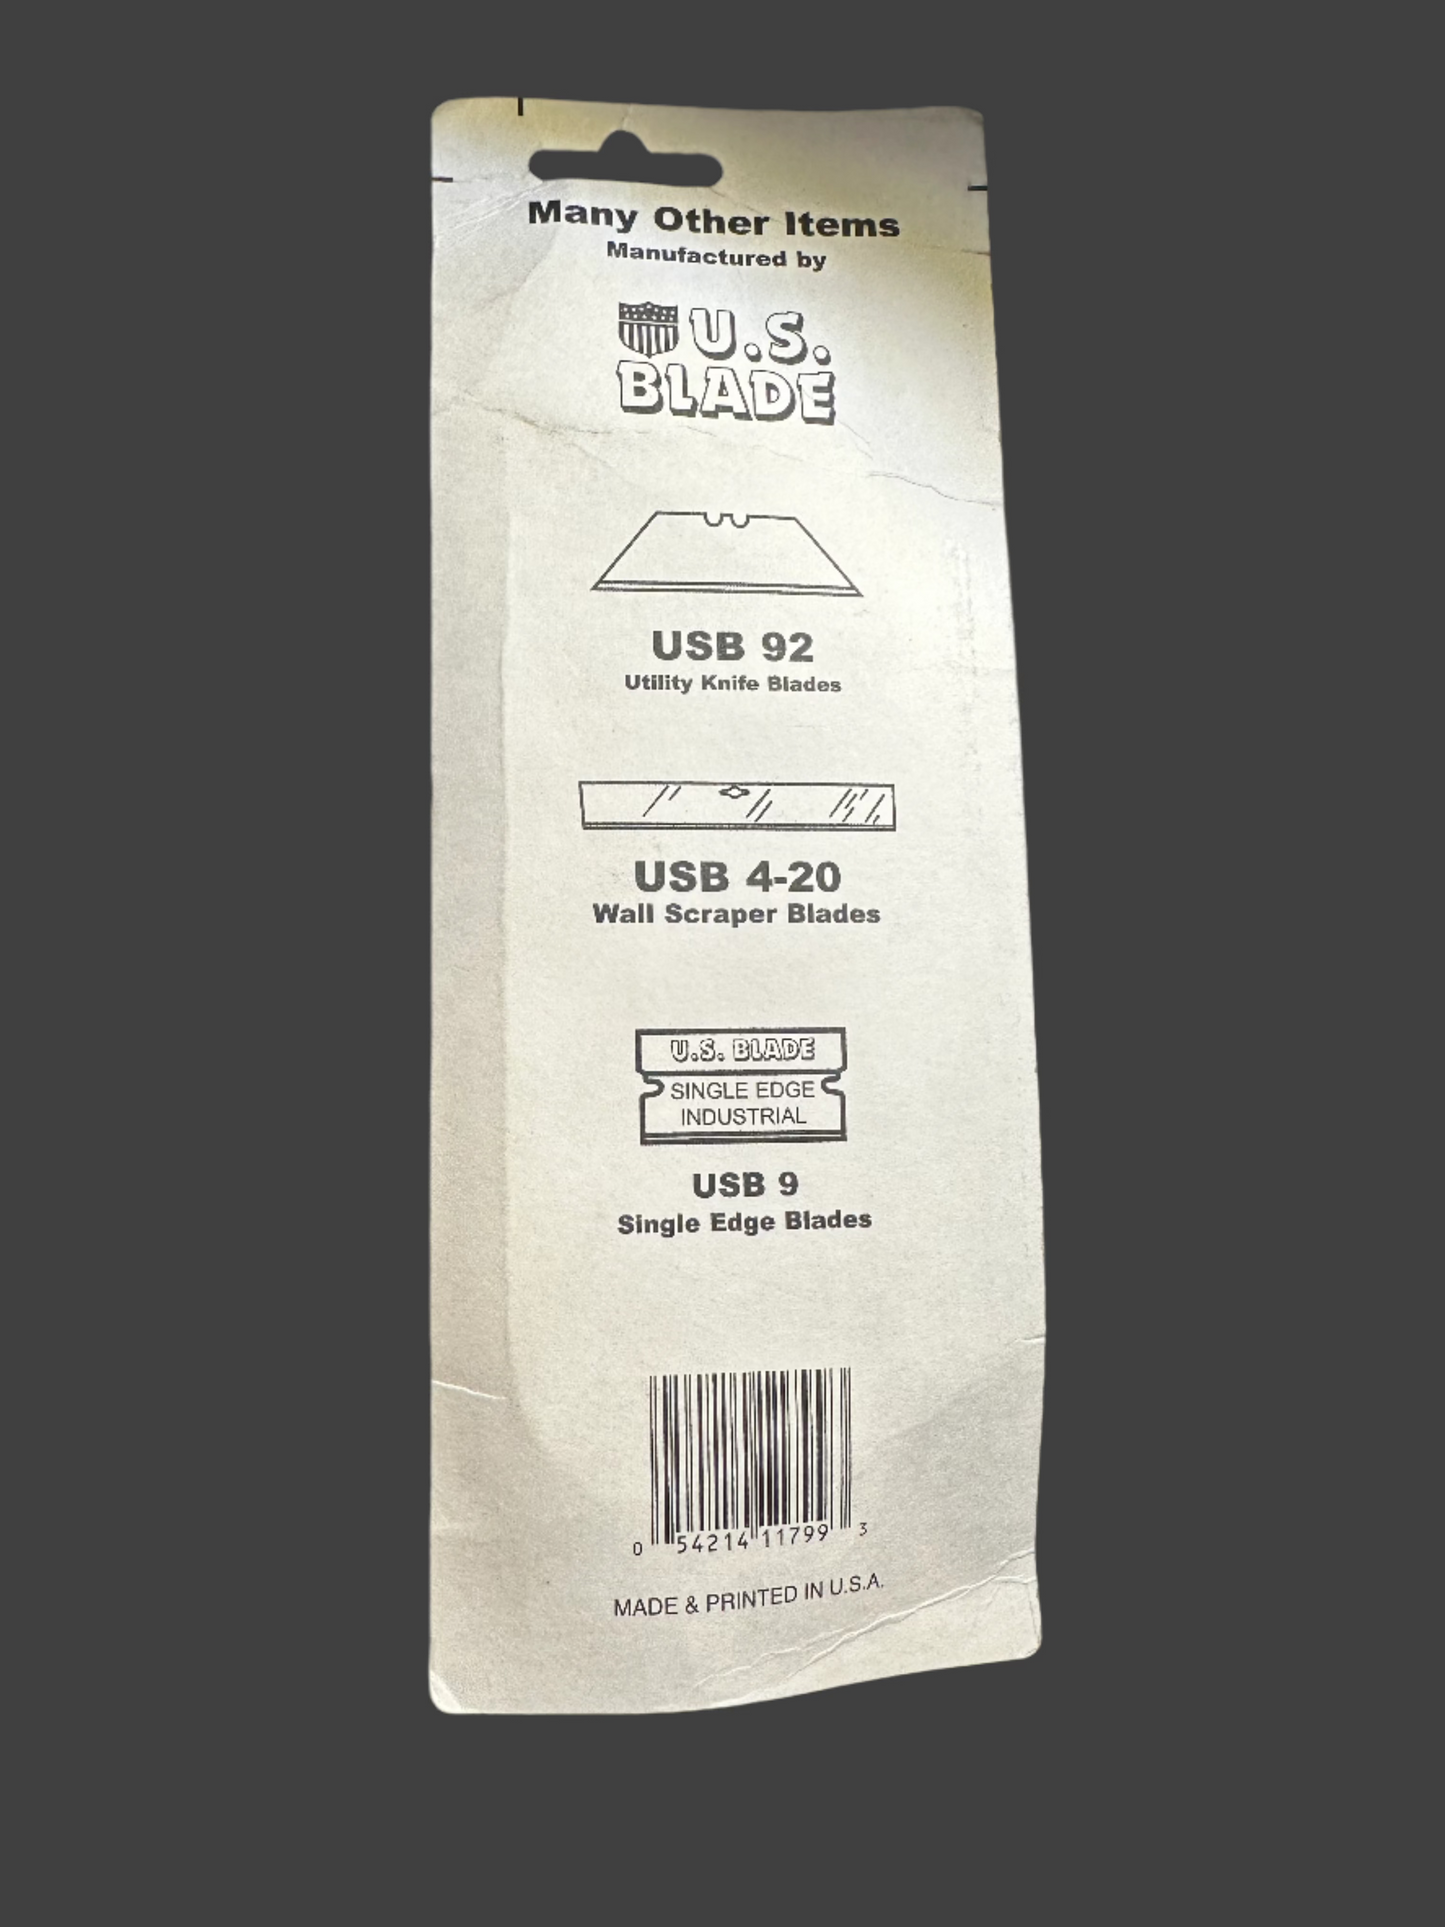 Many Other Items
Manufactured by
U.S.
BLADE
USB 92
Utility Knife Blades
USB 4-20
Wall Scraper Blades
U.S. BLADE
SINGLE EDGE
INDUSTRIAL
USB 9
Single Edge Blades
0 54214 11799 3
MADE & PRINTED IN U.S.A.